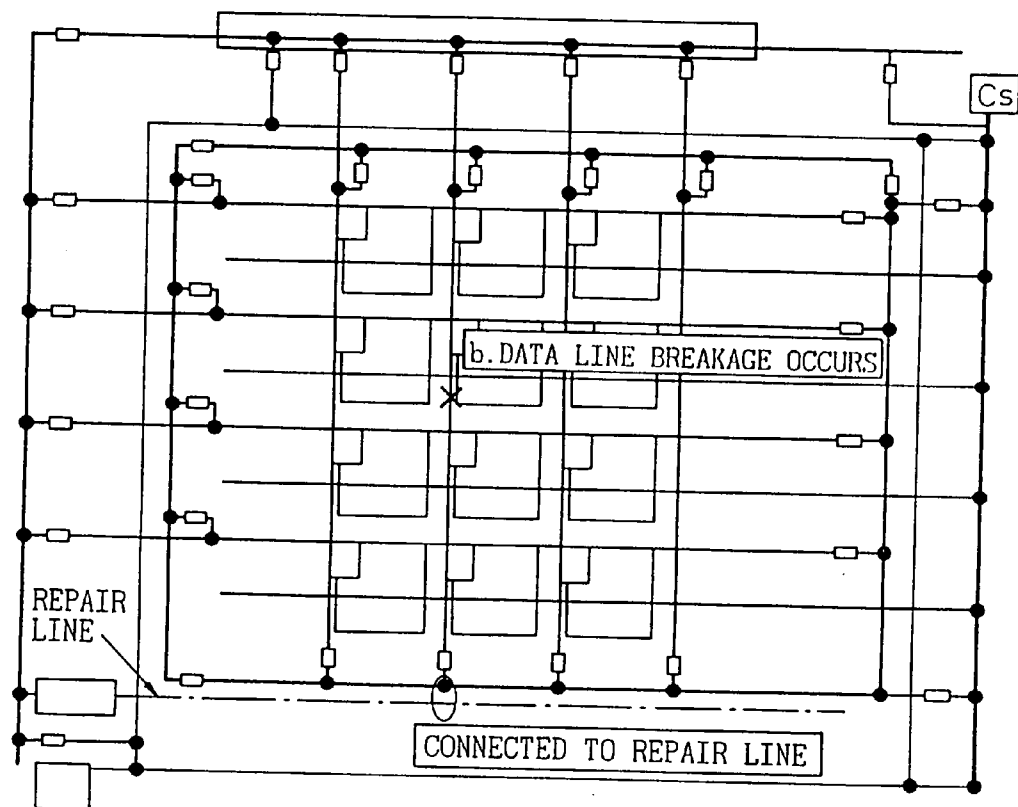 Cs
b. DATA LINE BREAKAGE OCCURS
REPAIR
LINE
CONNECTED TO REPAIR LINE